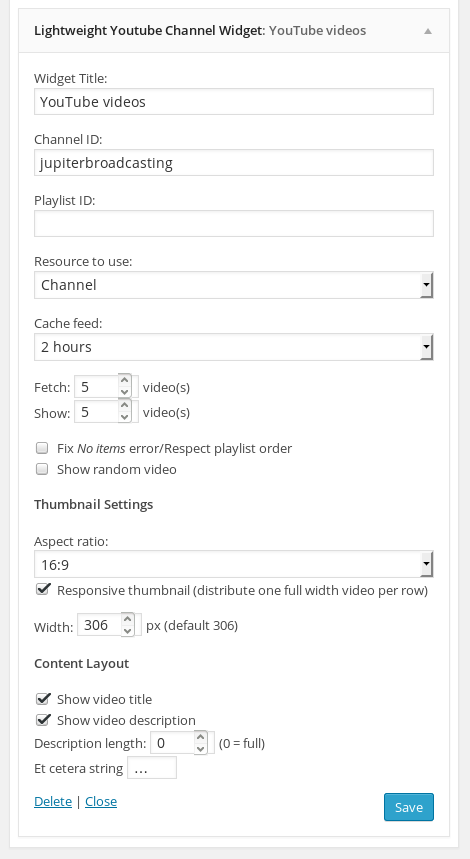 Lightweight Youtube Channel Widget: YouTube videos
Widget Title:
YouTube videos
Channel ID:
jupiterbroadcasting
Playlist ID:
Resource to use:
Channel
Cache feed:
2 hours
Fetch: 5 video(s)
Show: 5 video(s)
Fix No items error/Respect playlist order
Show random video
Thumbnail Settings
Aspect ratio:
16:9
Responsive thumbnail (distribute one full width video per row)
Width: 306 px (default 306)
Content Layout
Show video title
Show video description
Description length: 0 (0 = full)
Et cetera string ...
Delete | Close Save